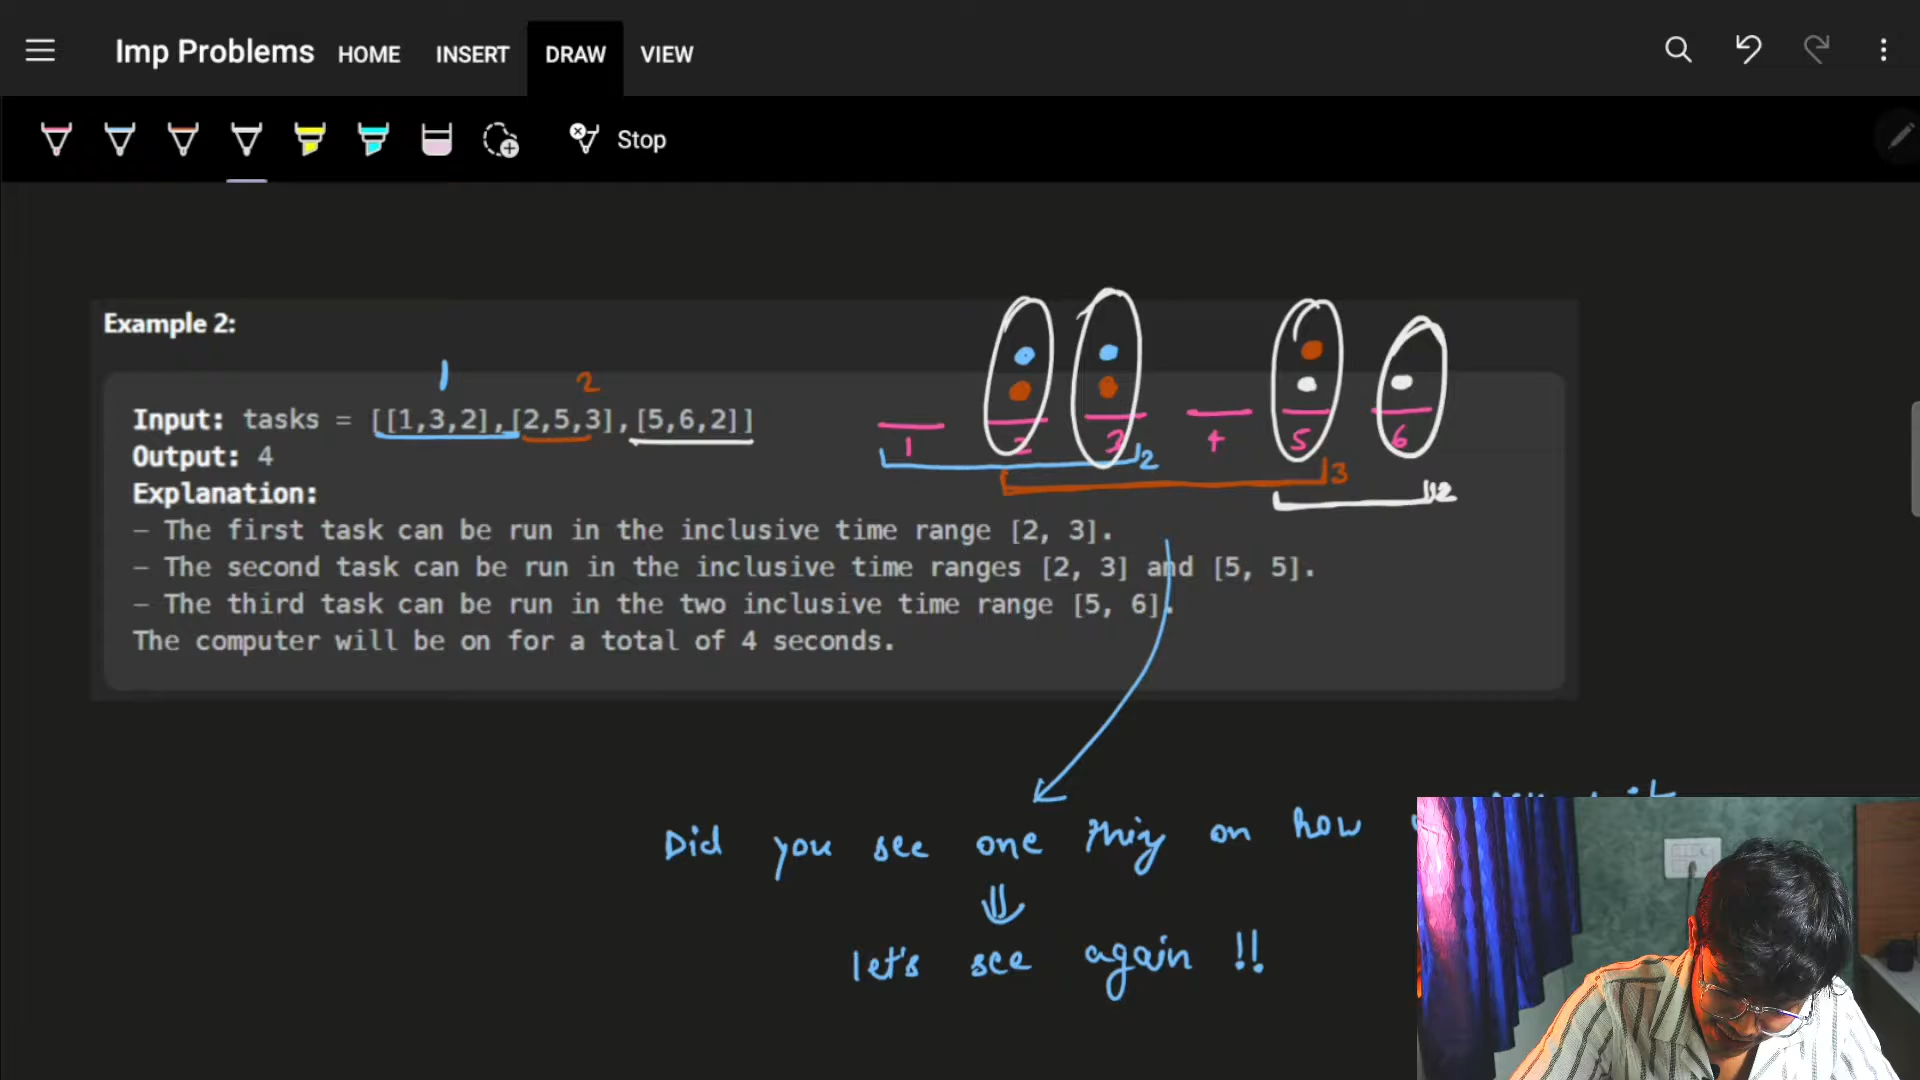 Imp Problems HOME INSERT DRAW VIEW
Stop
Example 2:
1 2
Input: tasks = [[1,3,2],[2,5,3],[5,6,2]]
Output: 4
Explanation:
– The first task can be run in the inclusive time range [2, 3].
– The second task can be run in the inclusive time ranges [2, 3] and [5, 5].
– The third task can be run in the two inclusive time range [5, 6].
The computer will be on for a total of 4 seconds.
1 2 3 4 5 6
2 3 2
Did you see one thing on how
let's see again !!